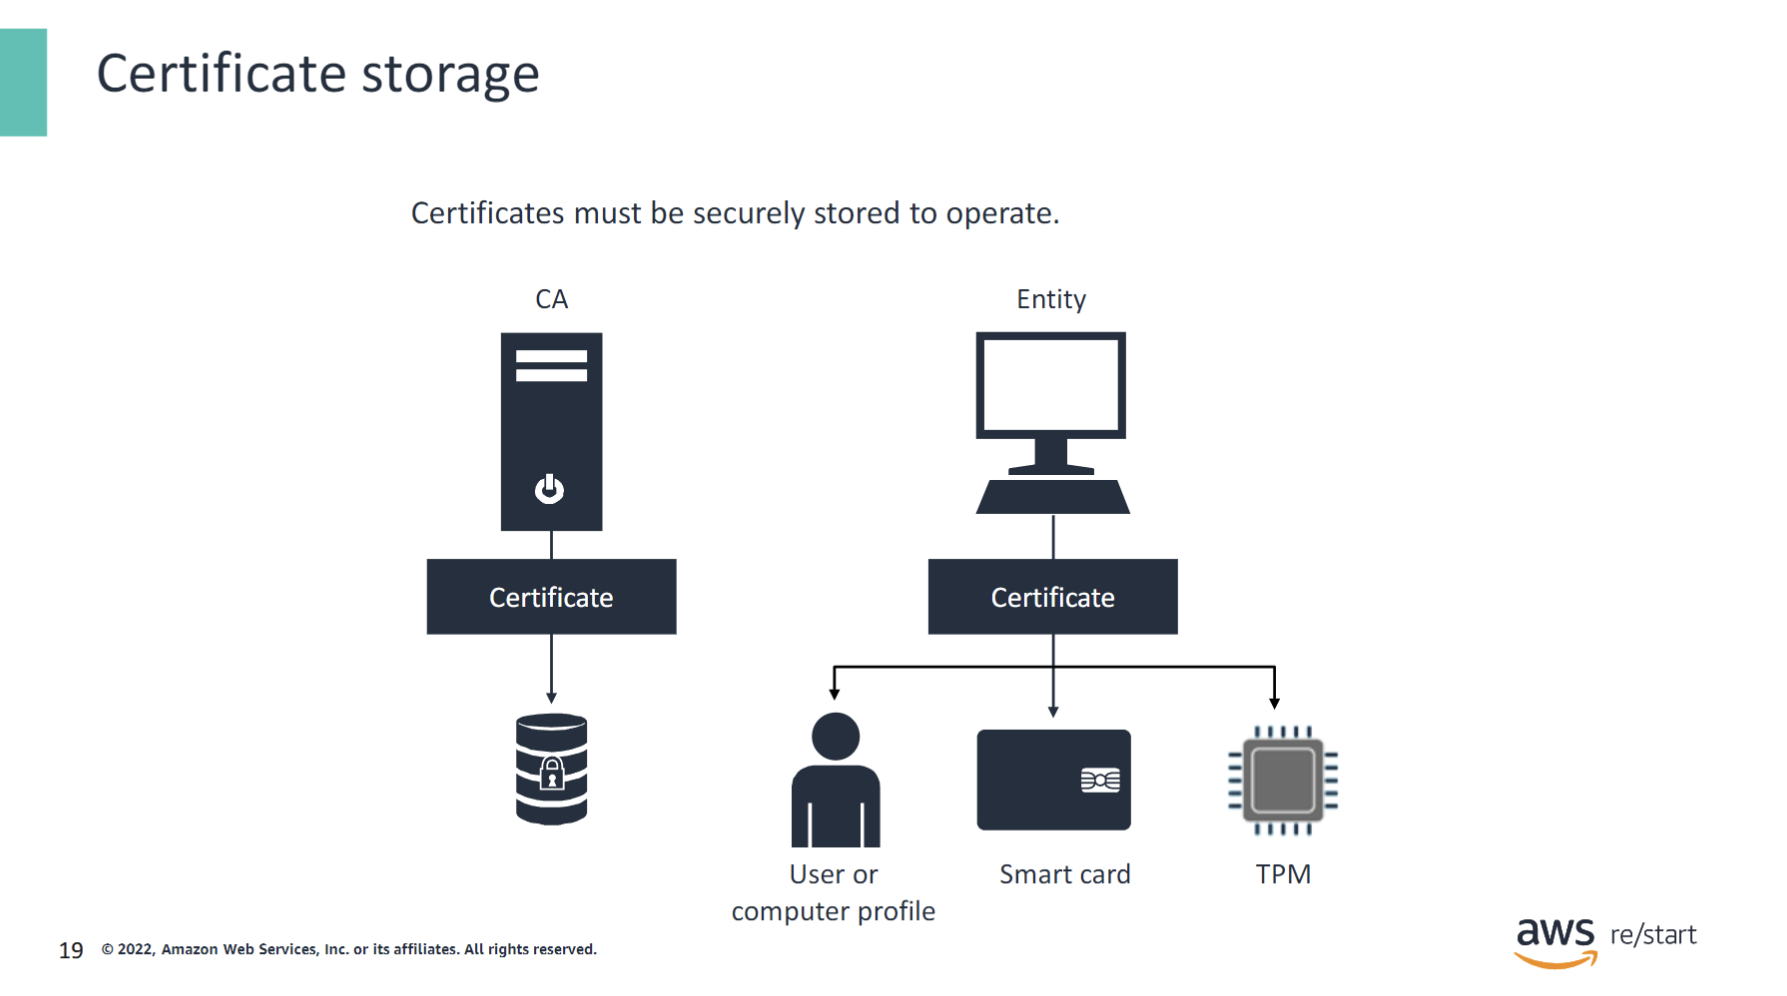 Certificate storage
Certificates must be securely stored to operate.
CA
Entity
Certificate
Certificate
User or
computer profile
Smart card
TPM
19
© 2022, Amazon Web Services, Inc. or its affiliates. All rights reserved.
aws re/start